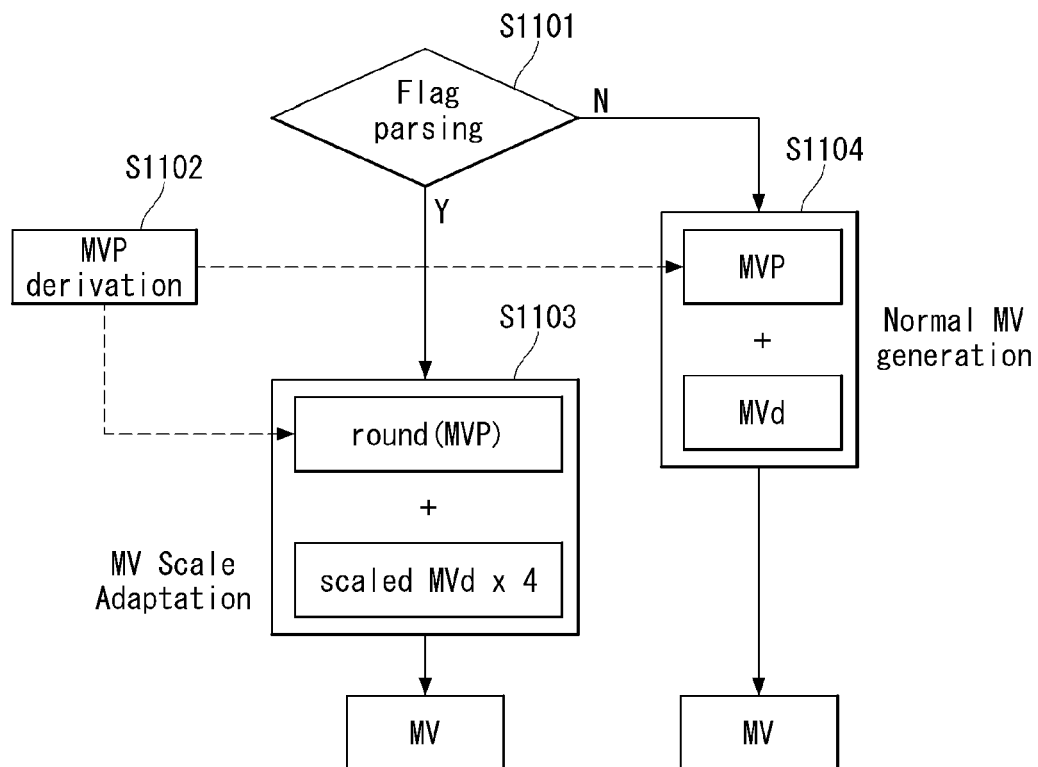 S1101
Flag
parsing
N
S1102
S1104
Y
MVP
derivation
MVP
S1103
+
Normal MV
generation
round(MVP)
MVd
+
MV Scale
Adaptation
scaled MVd x 4
MV
MV